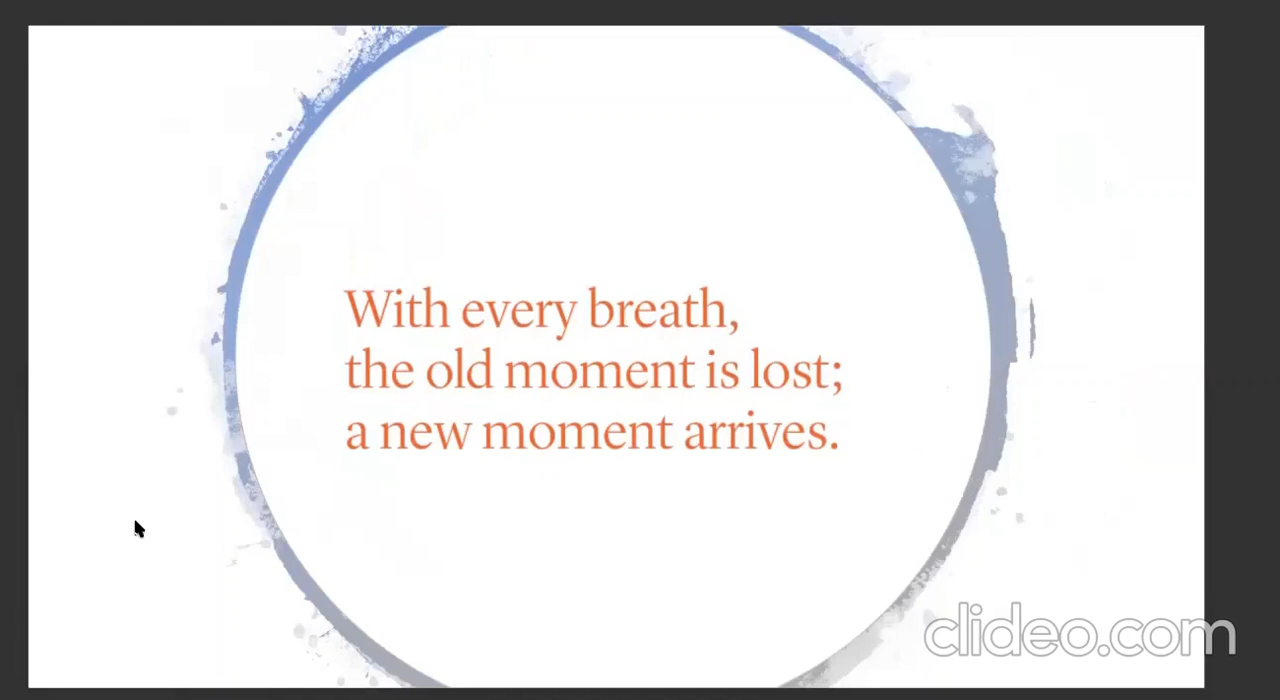 With every breath,
the old moment is lost;
a new moment arrives.
clideo.com